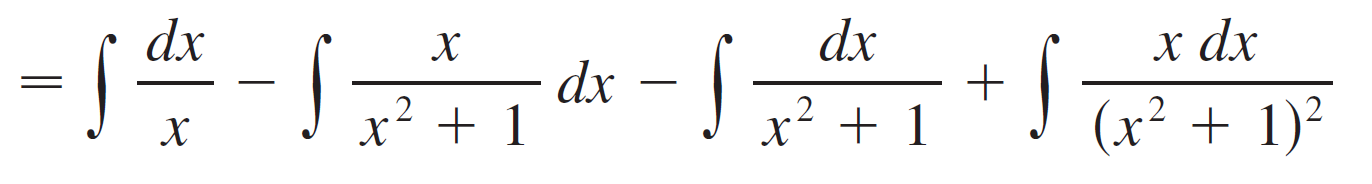 = ∫ dx/x − ∫ x/(x² + 1) dx − ∫ dx/(x² + 1) + ∫ x dx/(x² + 1)²